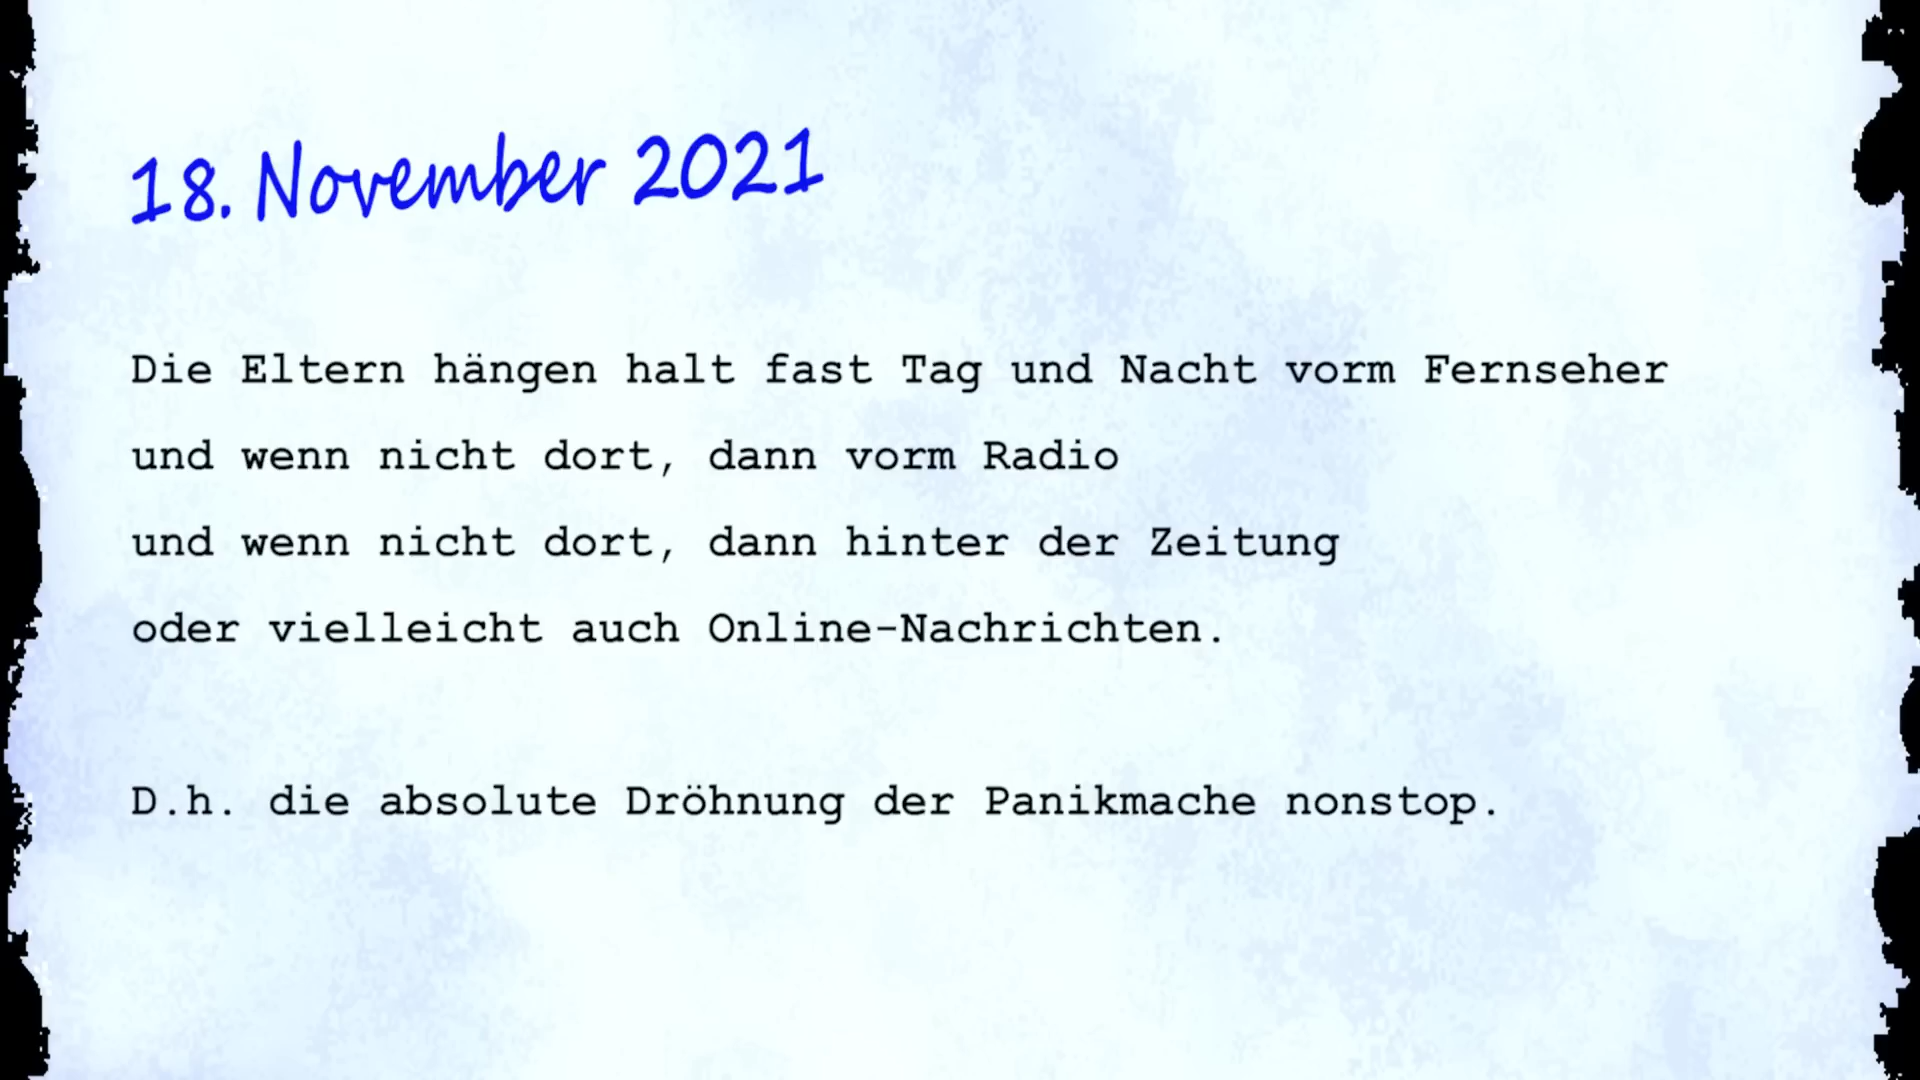 18. November 2021
Die Eltern hängen halt fast Tag und Nacht vorm Fernseher
und wenn nicht dort, dann vorm Radio
und wenn nicht dort, dann hinter der Zeitung
oder vielleicht auch Online-Nachrichten.
D.h. die absolute Dröhnung der Panikmache nonstop.